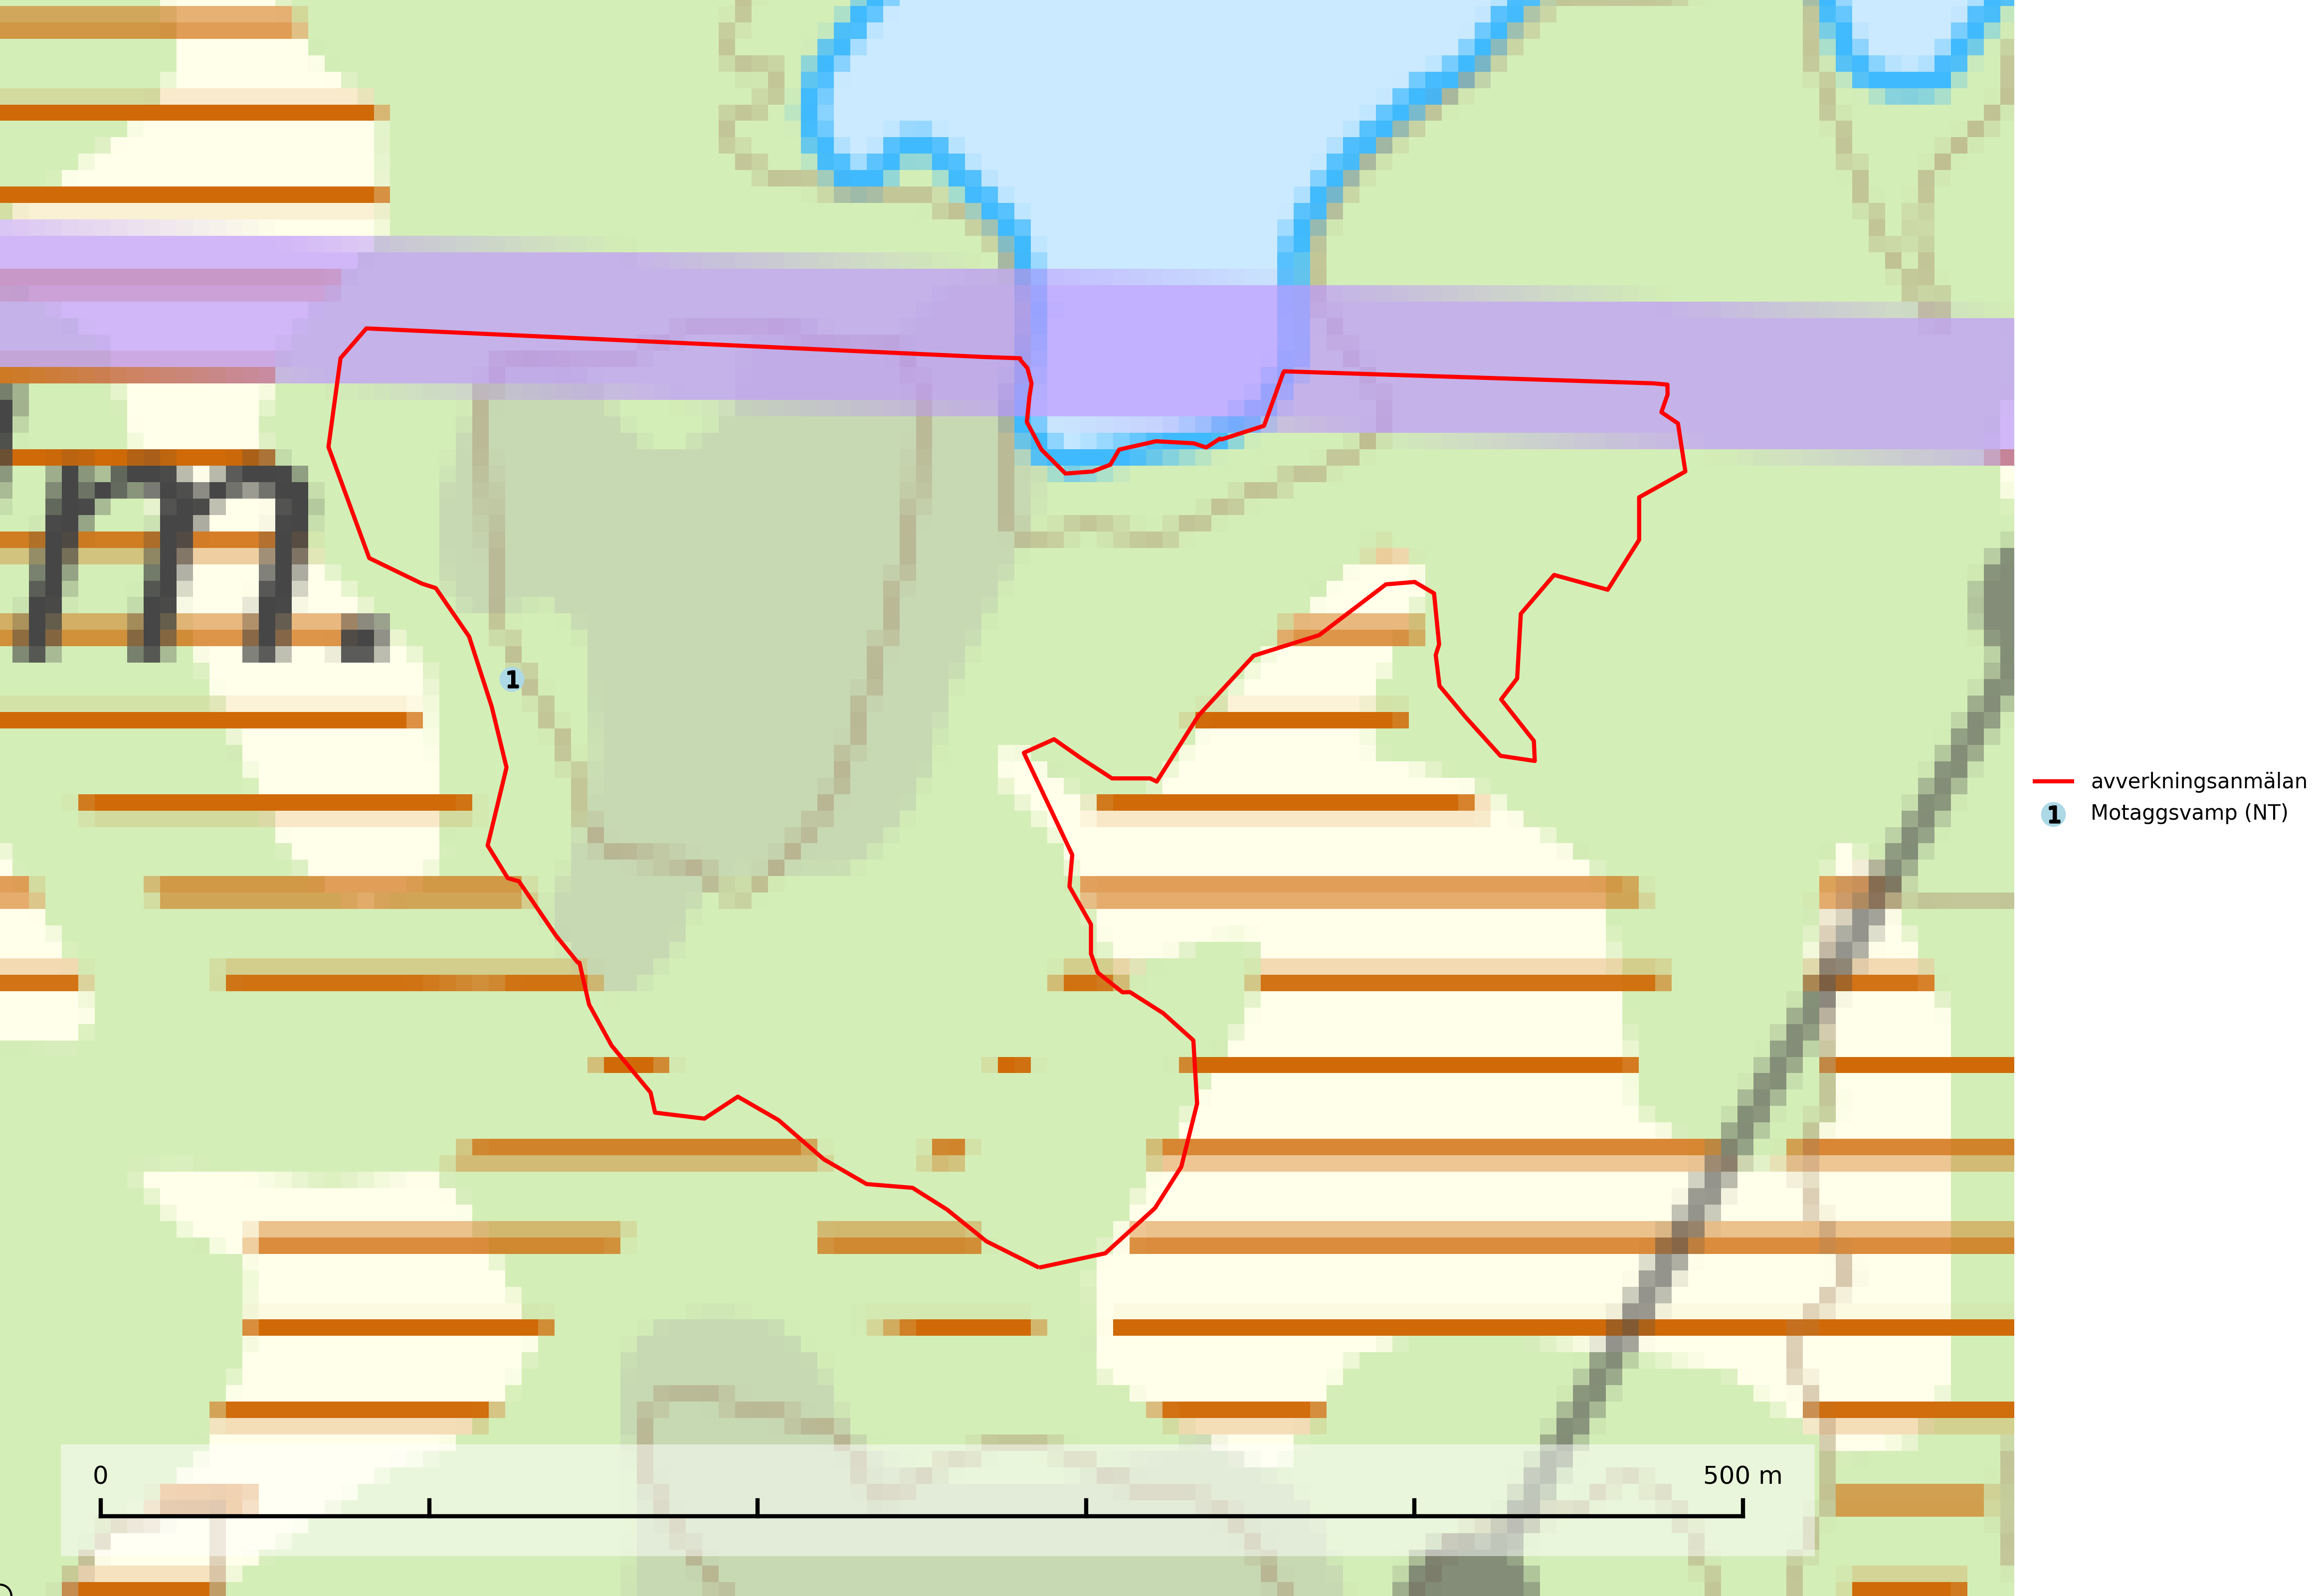 m.
1
avverkningsanmälan
1 Motaggsvamp (NT)
0 500 m